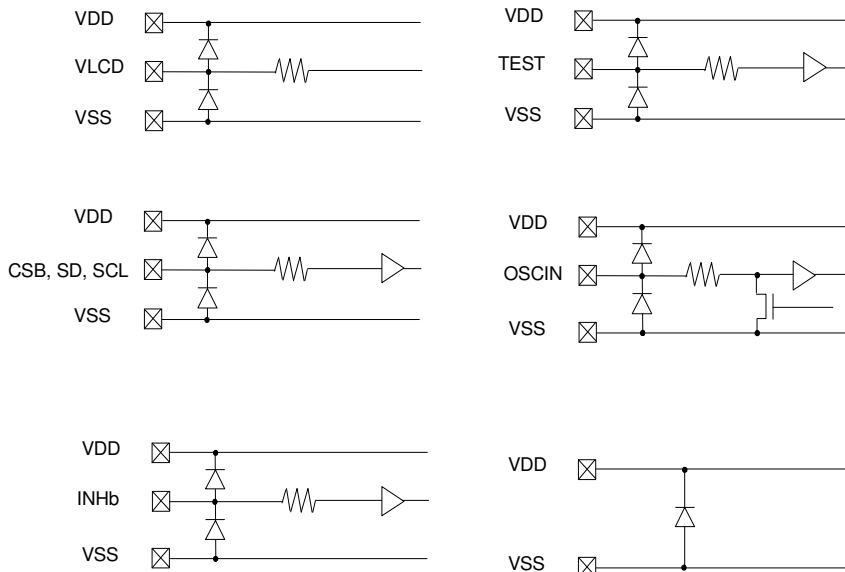 VDD
VLCD
VSS
VDD
TEST
VSS
VDD
CSB, SD, SCL
VSS
VDD
OSCIN
VSS
VDD
INHb
VSS
VDD
VSS